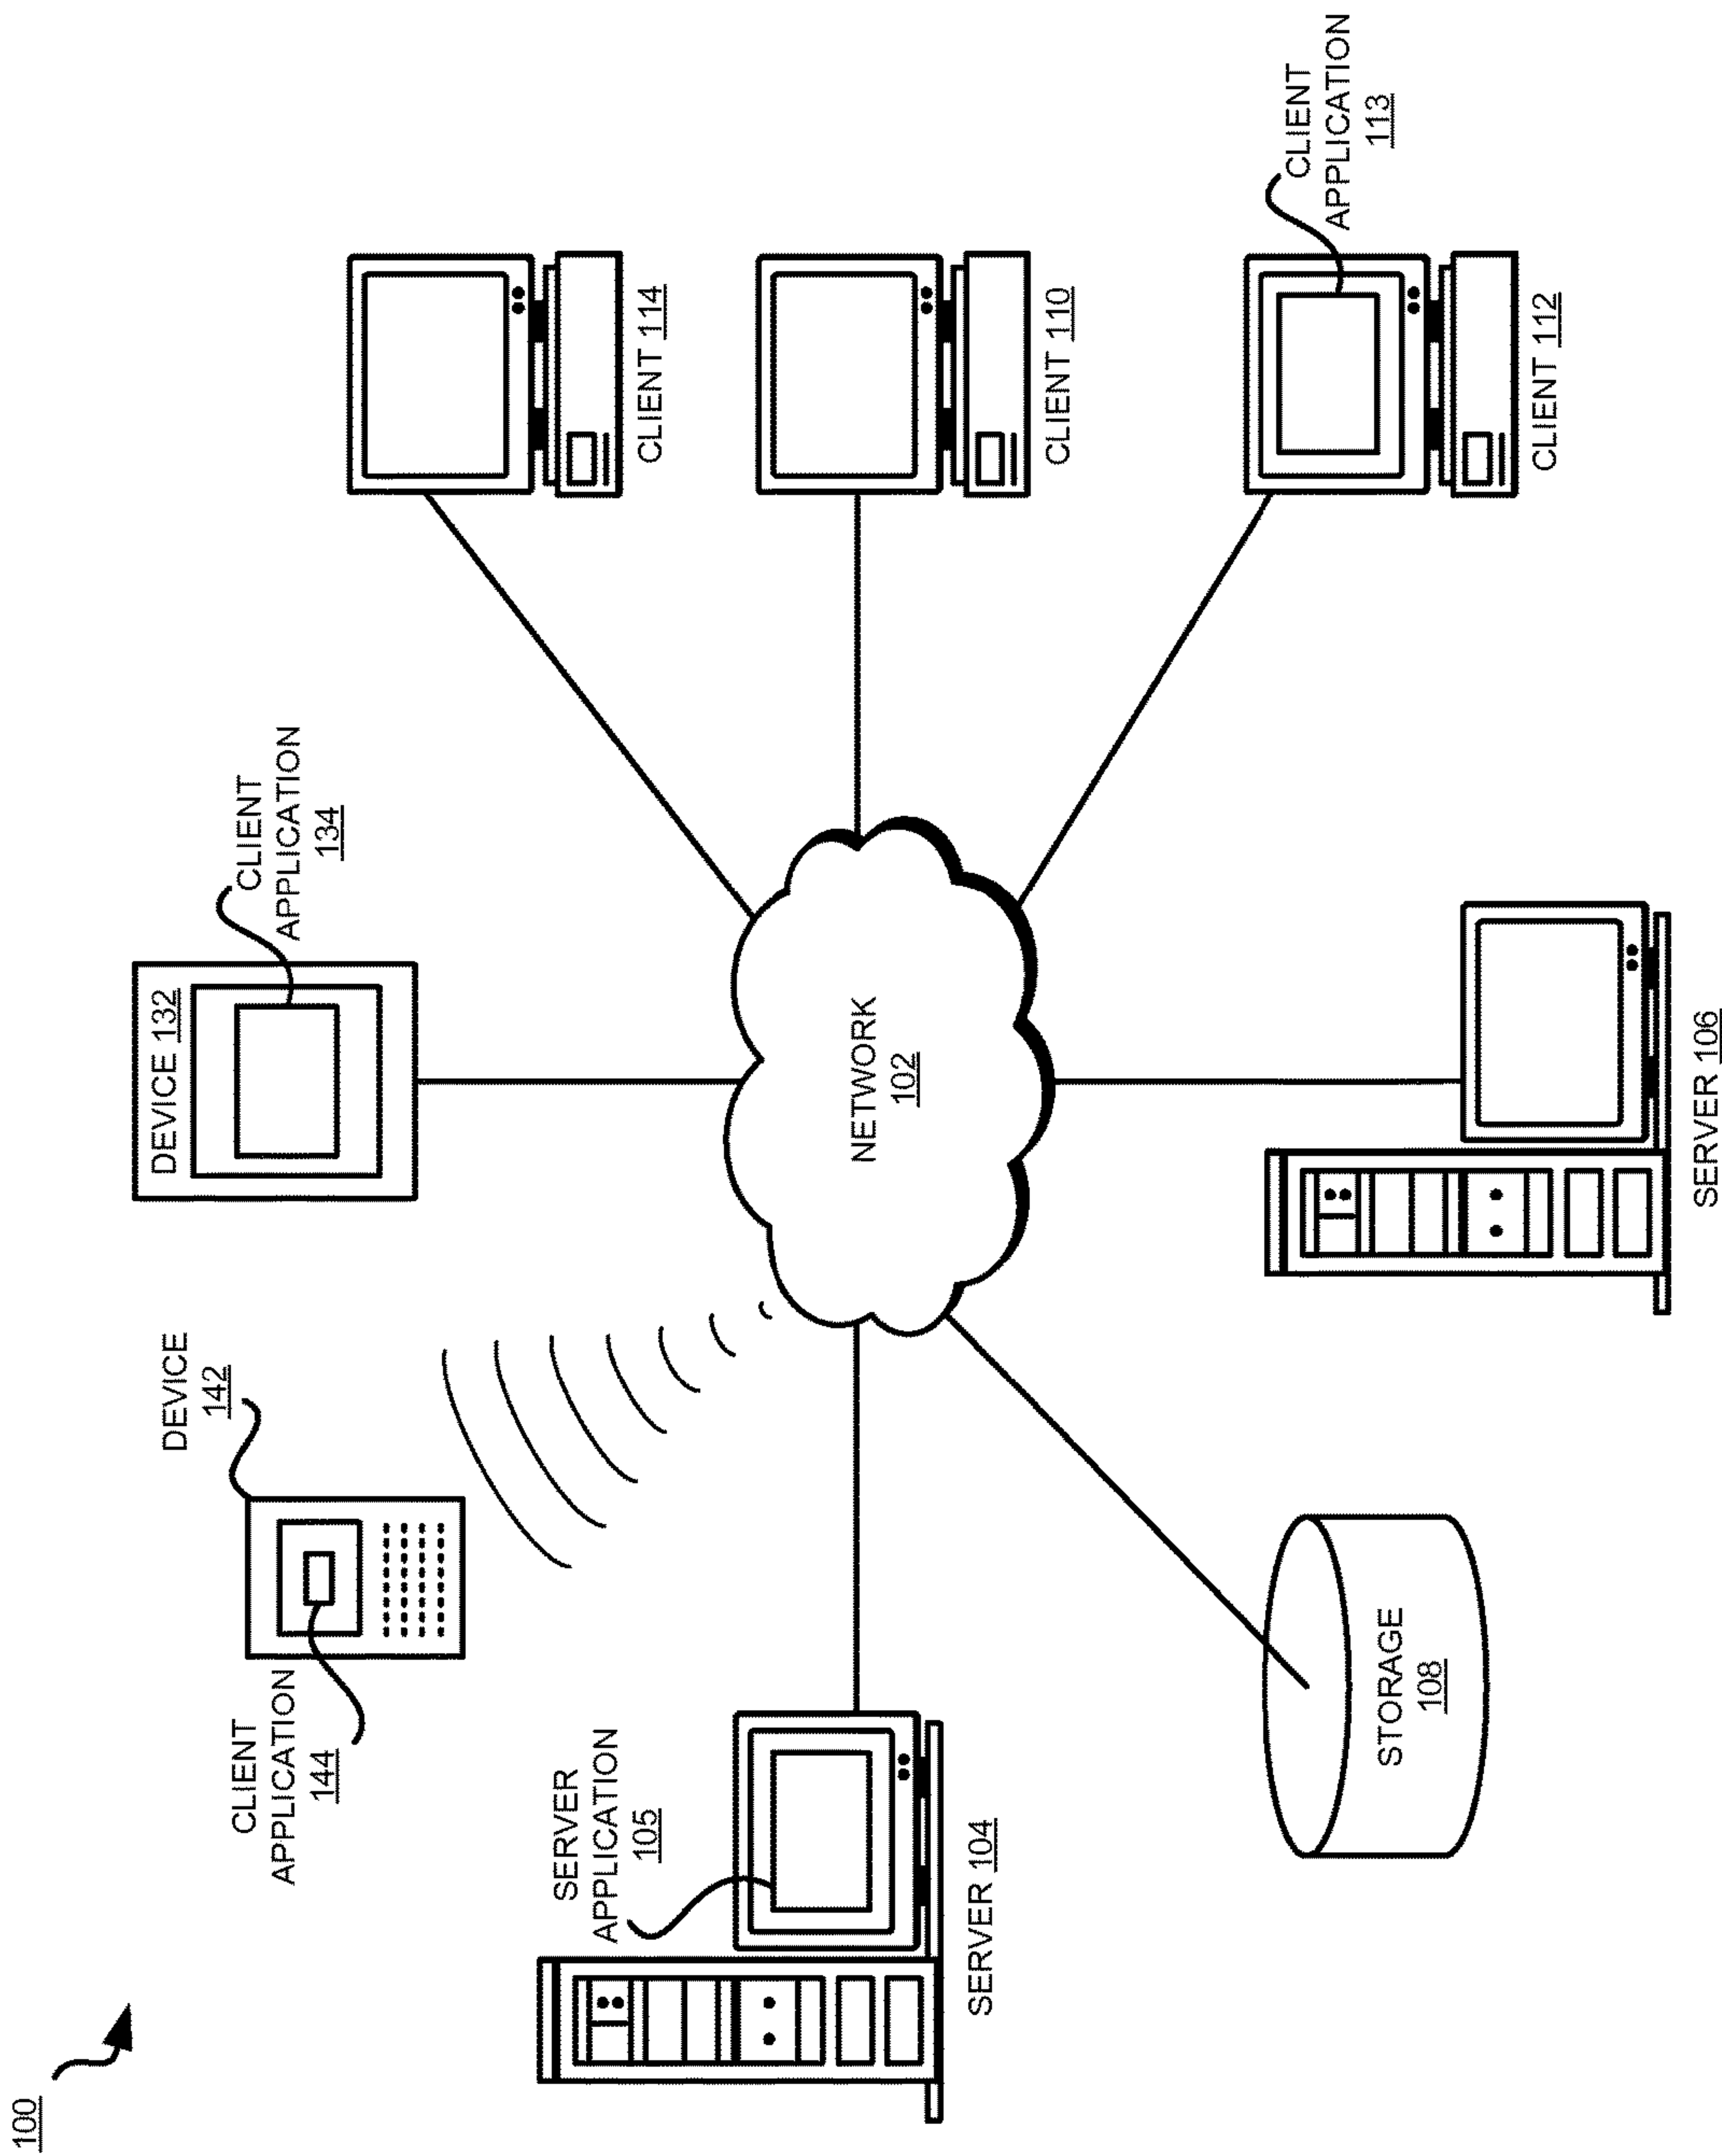 100
CLIENT
APPLICATION
144
DEVICE
142
DEVICE 132
CLIENT
APPLICATION
134
SERVER
APPLICATION
105
SERVER 104
NETWORK
102
CLIENT 114
CLIENT 110
STORAGE
108
SERVER 106
CLIENT
APPLICATION
113
CLIENT 112